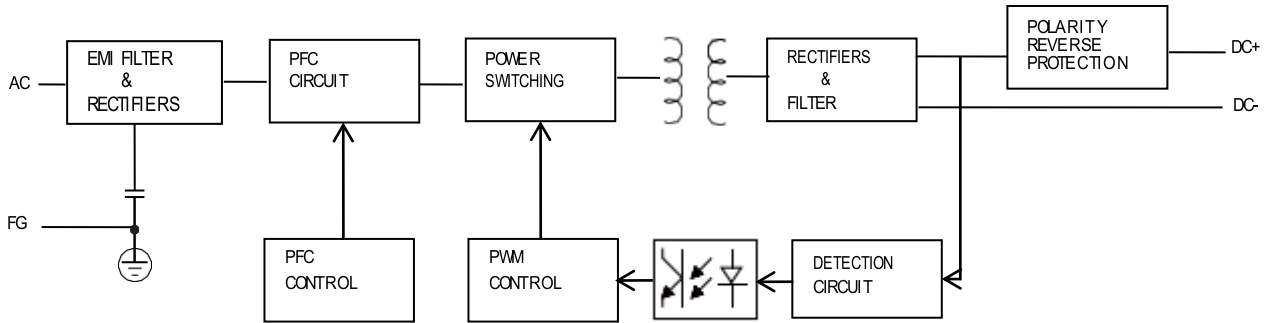 AC
EMI FILTER
&
RECTIFIERS
PFC
CIRCUIT
POWER
SWITCHING
RECTIFIERS
&
FILTER
POLARITY
REVERSE
PROTECTION
DC+
DC-
FG
PFC
CONTROL
PWM
CONTROL
DETECTION
CIRCUIT